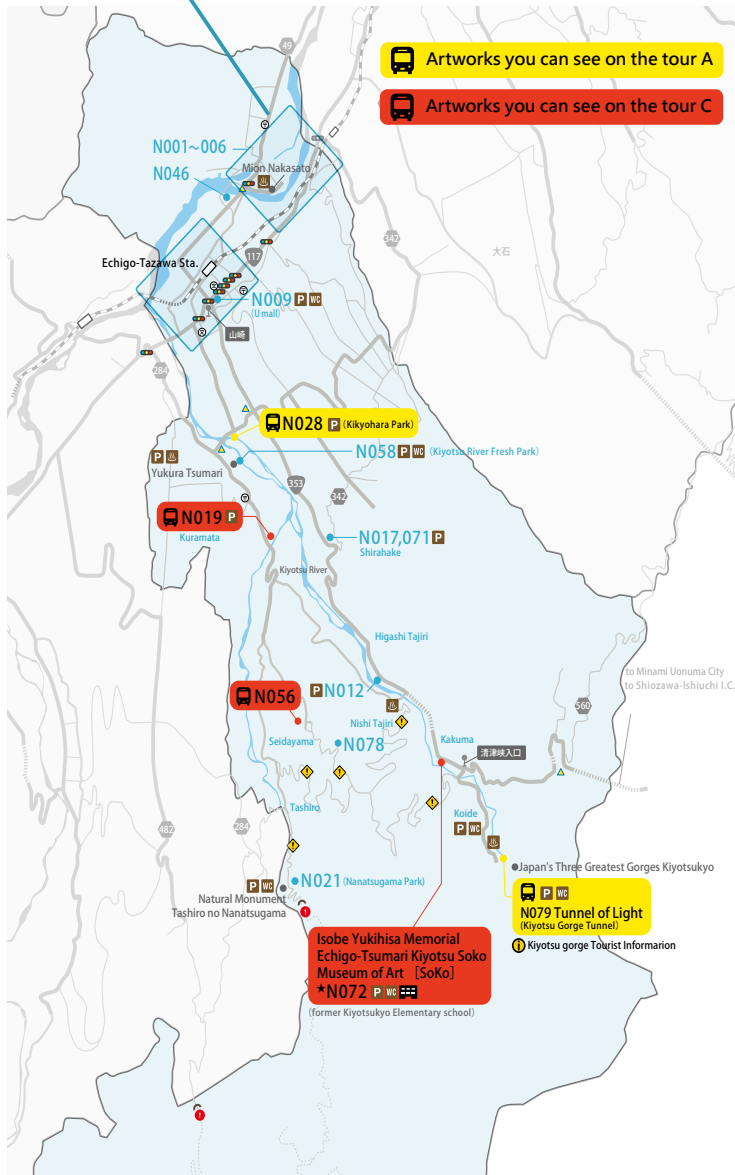 Artworks you can see on the tour A
Artworks you can see on the tour C
49
N001~006
Mion Nakasato
N046
342
大石
Echigo-Tazawa Sta.
117
N009 P WC
(U mall)
山崎
284
N028 P (Kikyohara Park)
N058 P WC (Kiyotsu River Fresh Park)
P
Yukura Tsumari
353
342
N019 P
Kuramata
N017,071 P
Shirahake
Kiyotsu River
Higashi Tajiri
to Minami Uonuma City
to Shiozawa-Ishiuchi I.C.
P N012
N056
560
Nishi Tajiri
Seidayama
N078
Kakuma
清津峡入口
Tashiro
Koide
P WC
482
284
Japan's Three Greatest Gorges Kiyotsukyo
N021 (Nanatsugama Park)
P WC
Natural Monument
Tashiro no Nanatsugama
P WC
N079 Tunnel of Light
(Kiyotsu Gorge Tunnel)
Kiyotsu gorge Tourist Informarion
Isobe Yukihisa Memorial
Echigo-Tsumari Kiyotsu Soko
Museum of Art [SoKo]
★N072 P WC
(former Kiyotsukyo Elementary school)